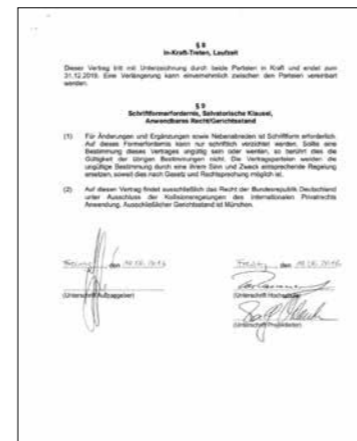 § 8
In-Kraft-Treten, Laufzeit
Dieser Vertrag tritt mit Unterzeichnung durch beide Parteien in Kraft und endet zum
31.12.2018. Eine Verlängerung kann einvernehmlich zwischen den Parteien vereinbart
werden.
§ 9
Schriftformerfordernis, Salvatorische Klausel,
Anwendbares Recht/Gerichtsstand
(1) Für Änderungen und Ergänzungen sowie Nebenabreden ist Schriftform erforderlich.
Auf dieses Formerfordernis kann nur schriftlich verzichtet werden. Sollte eine
Bestimmung dieses Vertrages ungültig sein oder werden, so berührt dies die
Gültigkeit der übrigen Bestimmungen nicht. Die Vertragsparteien werden die
ungültige Bestimmung durch eine ihrem Sinn und Zweck entsprechende Regelung
ersetzen, soweit dies nach Gesetz und Rechtsprechung möglich ist.
(2) Auf diesen Vertrag findet ausschließlich das Recht der Bundesrepublik Deutschland
unter Ausschluss der Kollisionsregelungen des Internationalen Privatrechts
Anwendung. Ausschließlicher Gerichtsstand ist München.
den
den
(Unterschrift Auftraggeber)
(Unterschrift Hochschule)
(Unterschrift Projektleiter)